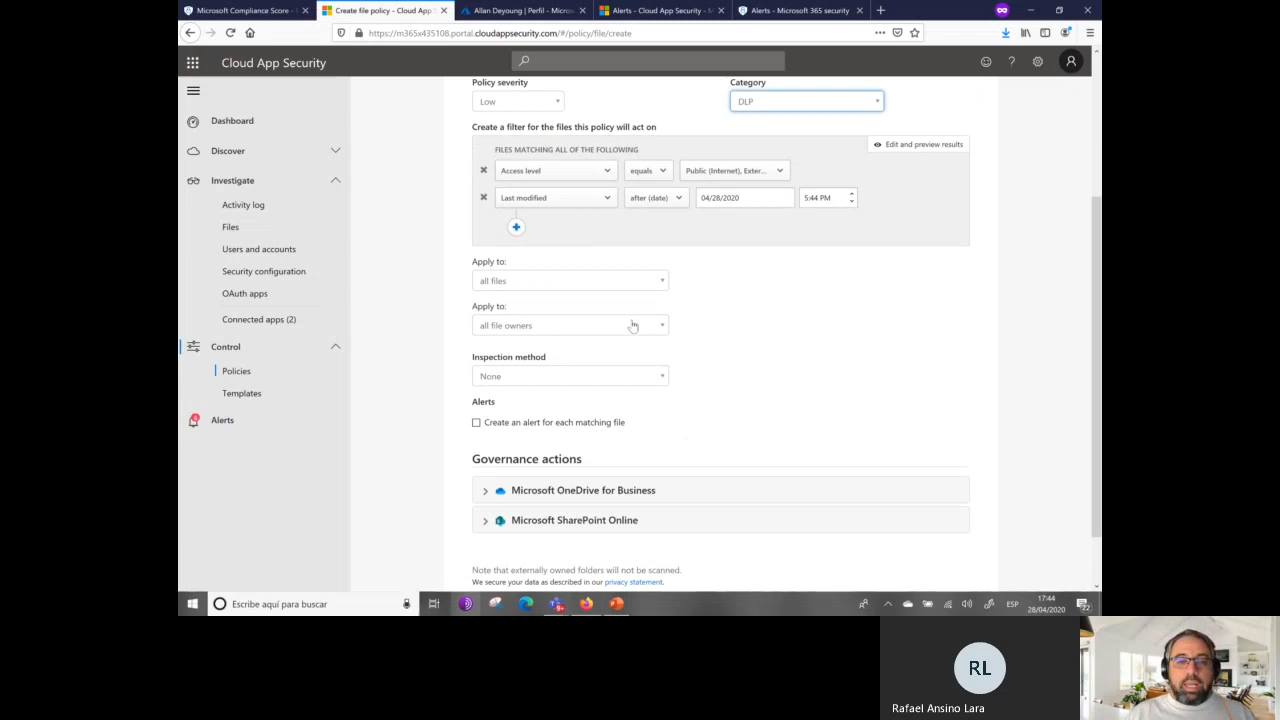 Microsoft Compliance Score -
Create file policy - Cloud App S
Allan Deyoung | Perfil - Micros
Alerts - Cloud App Security - M
Alerts - Microsoft 365 security
https://m365x435108.portal.cloudappsecurity.com/#/policy/file/create
Cloud App Security
Policy severity
Category
Low
DLP
Dashboard
Discover
Investigate
Activity log
Files
Users and accounts
Security configuration
OAuth apps
Connected apps (2)
Control
Policies
Templates
Alerts
Create a filter for the files this policy will act on
FILES MATCHING ALL OF THE FOLLOWING
Edit and preview results
Access level equals Public (Internet), Exter...
Last modified after (date) 04/28/2020 5:44 PM
Apply to:
all files
Apply to:
all file owners
Inspection method
None
Alerts
Create an alert for each matching file
Governance actions
Microsoft OneDrive for Business
Microsoft SharePoint Online
Note that externally owned folders will not be scanned.
We secure your data as described in our privacy statement.
Escribe aquí para buscar
ESP
17:44
28/04/2020
RL
Rafael Ansino Lara